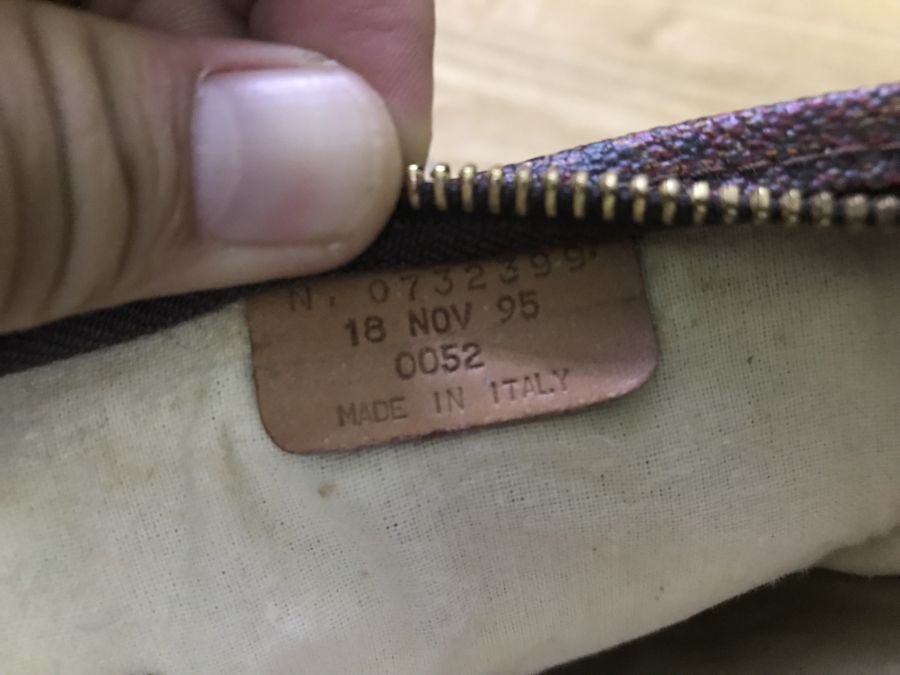 N. 0732399
18 NOV 95
0052
MADE IN ITALY